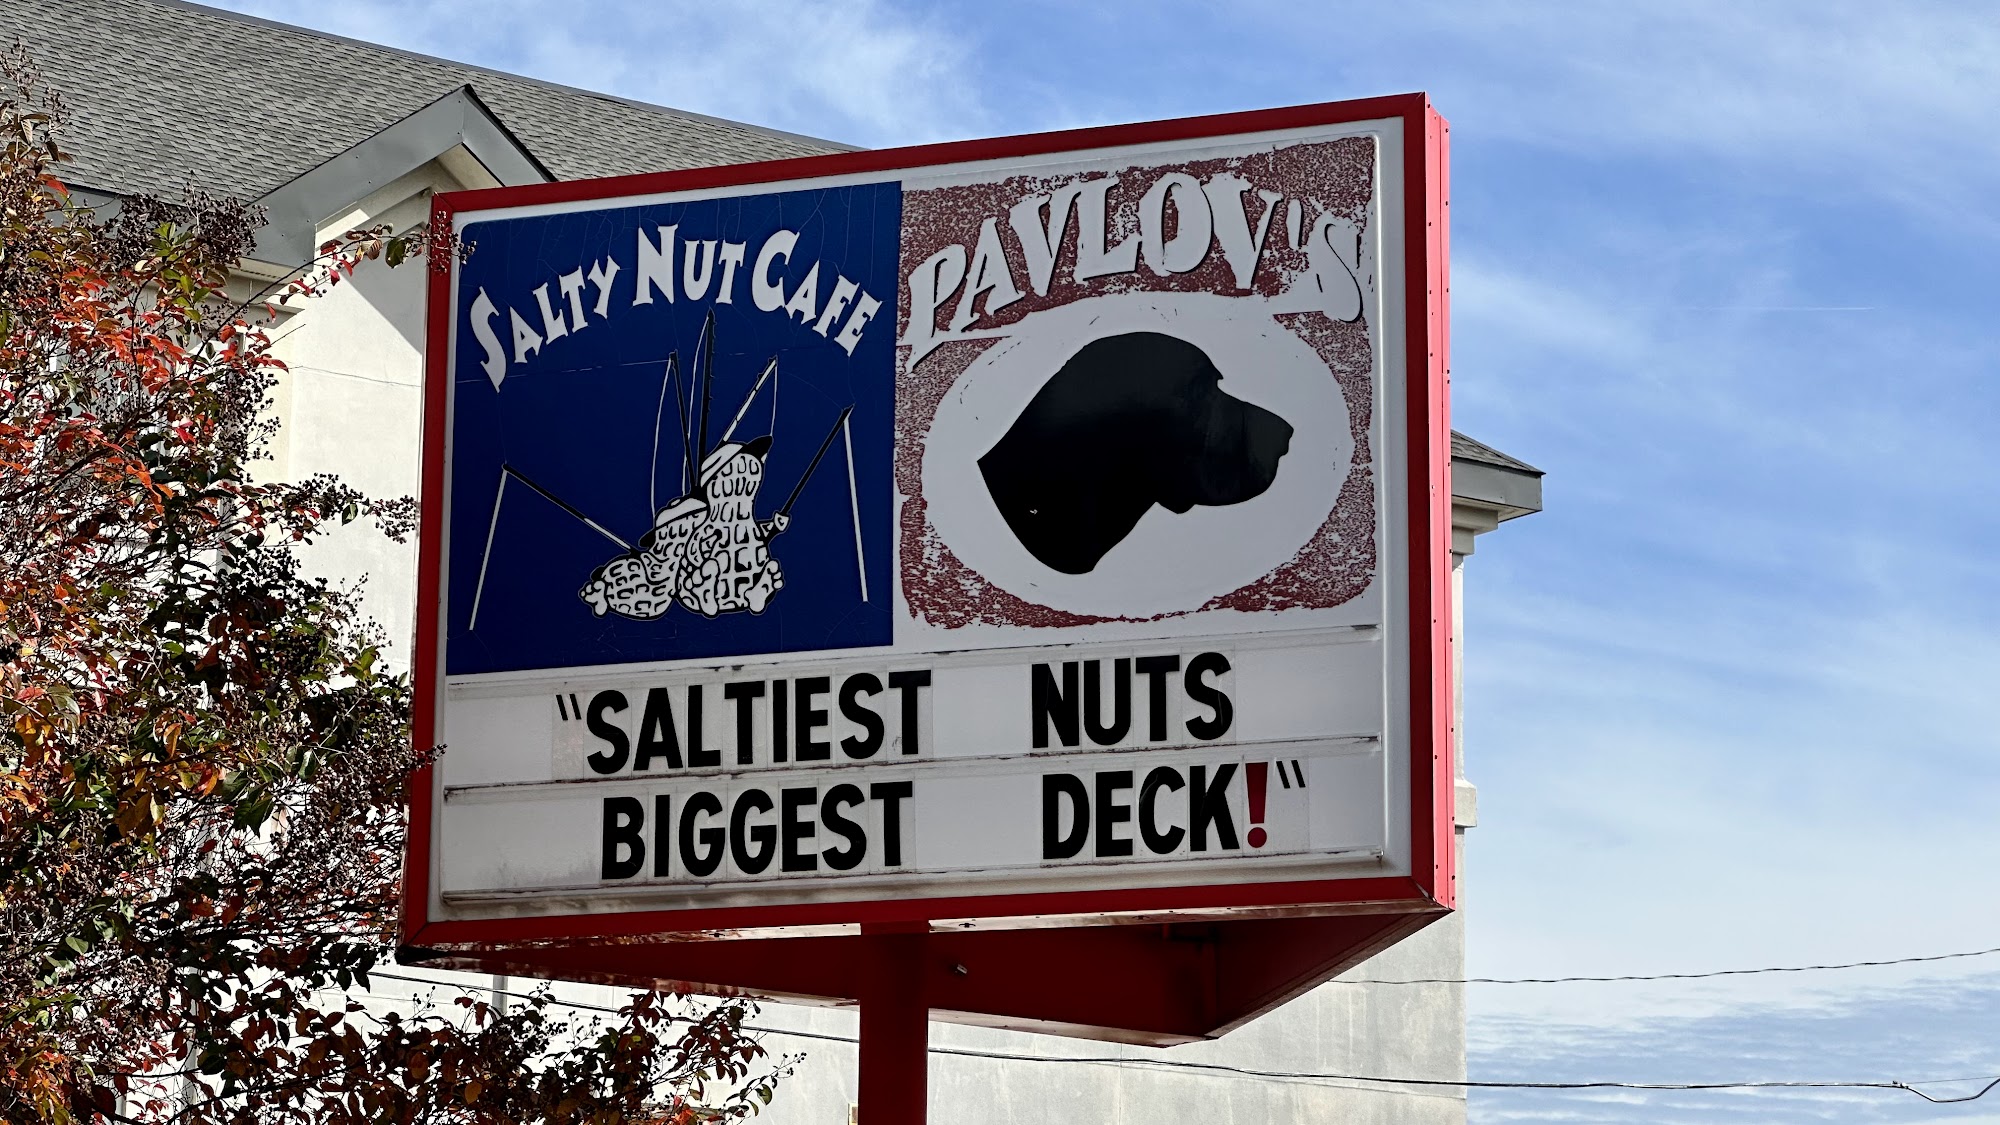 SALTY NUT CAFE
PAVLOV'S
"SALTIEST NUTS
BIGGEST DECK!"